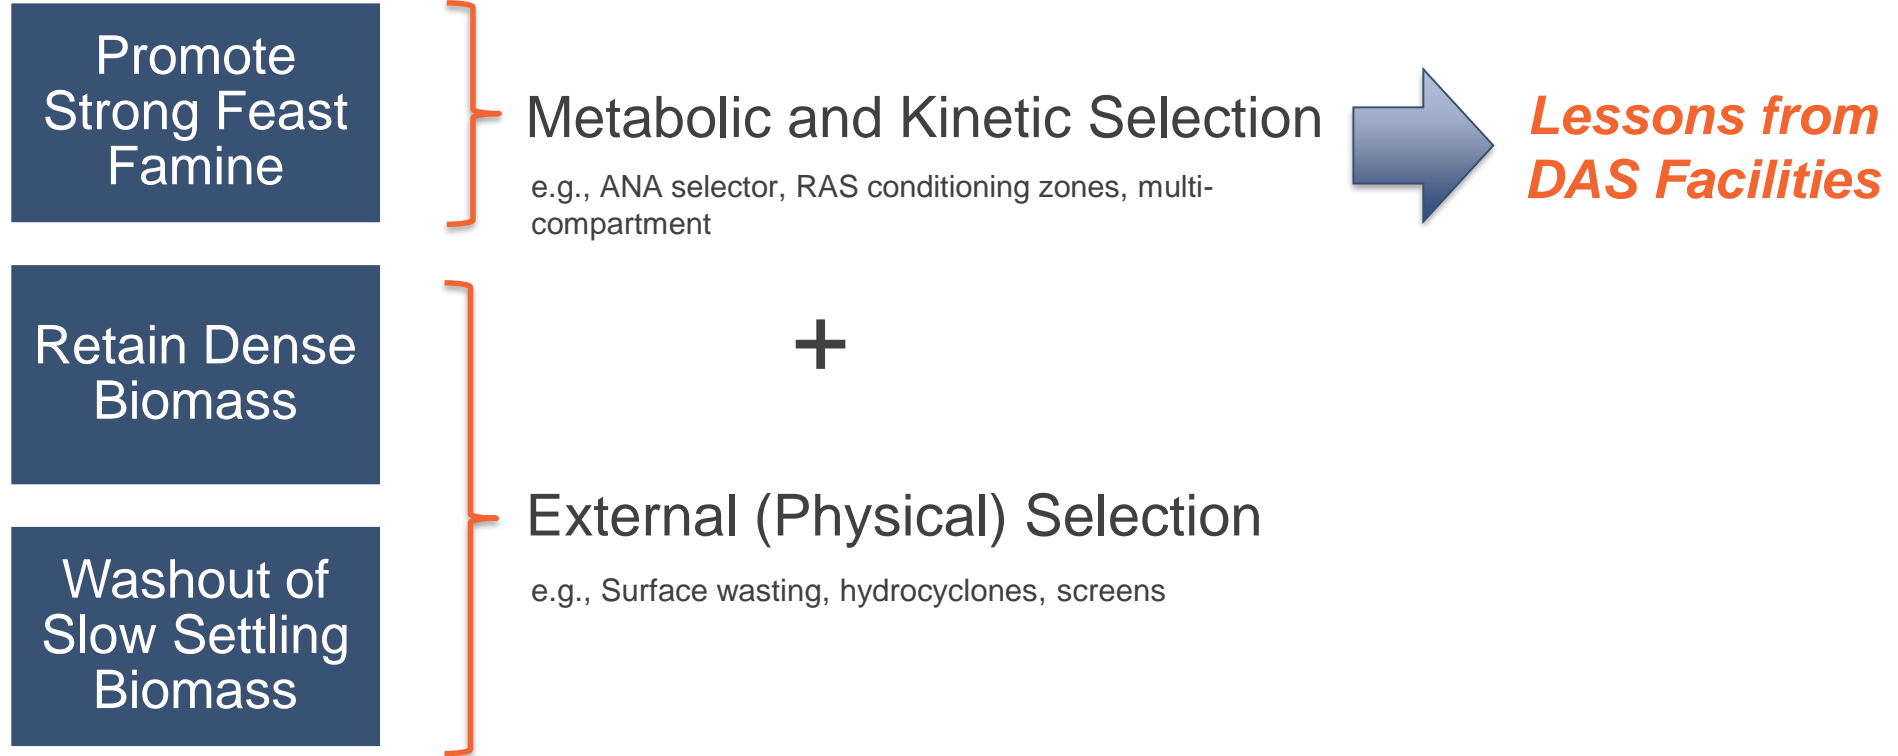 Promote
Strong Feast
Famine
Metabolic and Kinetic Selection
e.g., ANA selector, RAS conditioning zones, multi-
compartment
Lessons from
DAS Facilities
Retain Dense
Biomass
+
Washout of
Slow Settling
Biomass
External (Physical) Selection
e.g., Surface wasting, hydrocyclones, screens